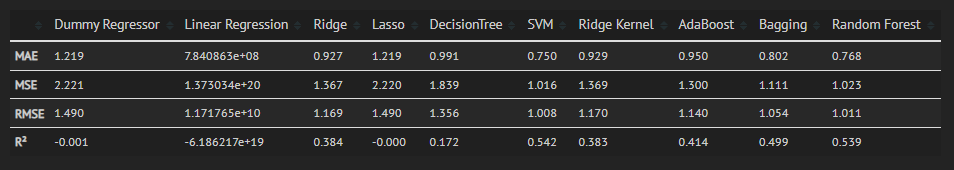 Dummy Regressor Linear Regression Ridge Lasso DecisionTree SVM Ridge Kernel AdaBoost Bagging Random Forest
MAE 1.219 7.840863e+08 0.927 1.219 0.991 0.750 0.929 0.950 0.802 0.768
MSE 2.221 1.373034e+20 1.367 2.220 1.839 1.016 1.369 1.300 1.111 1.023
RMSE 1.490 1.171765e+10 1.169 1.490 1.356 1.008 1.170 1.140 1.054 1.011
R² -0.001 -6.186217e+19 0.384 -0.000 0.172 0.542 0.383 0.414 0.499 0.539